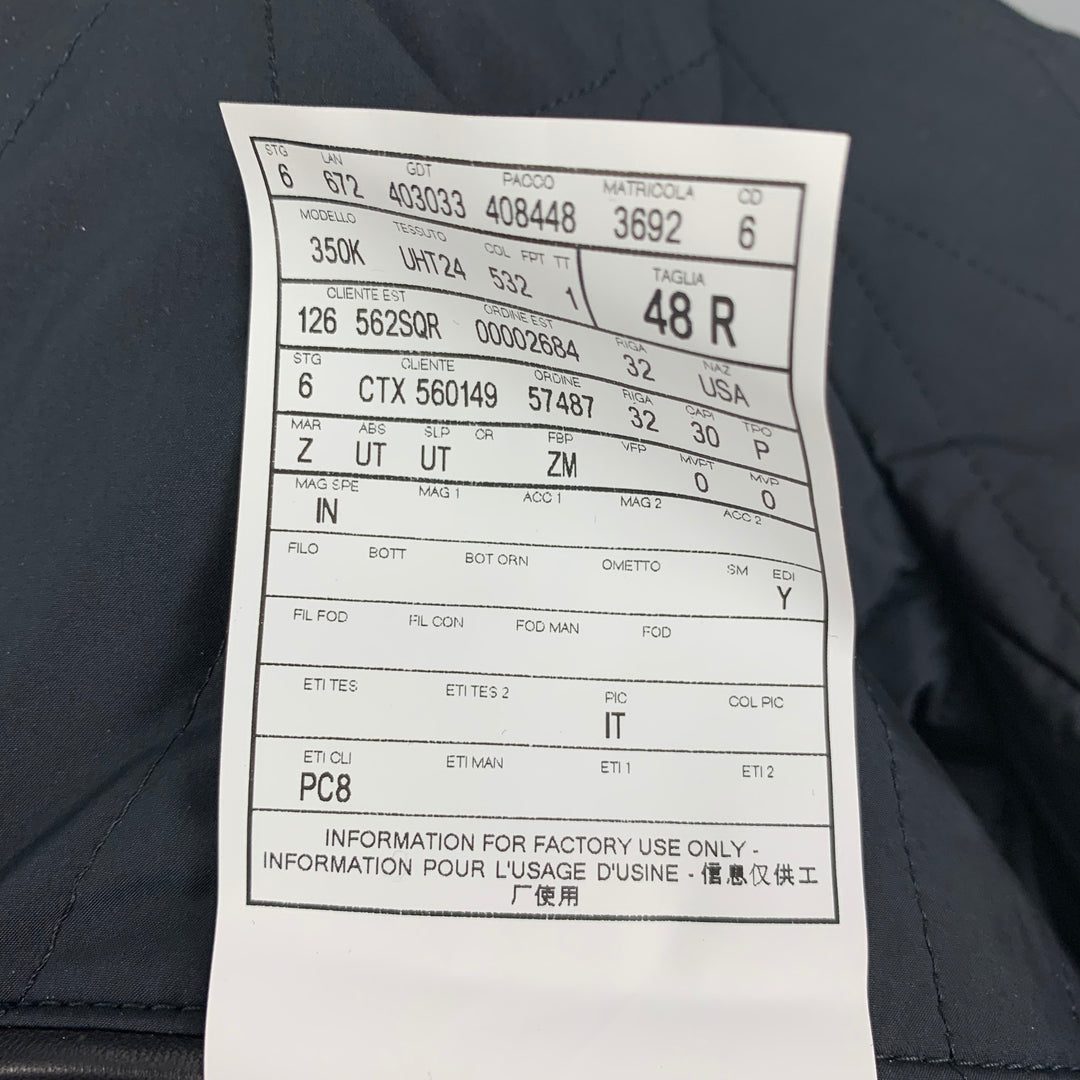 STG LAN GDT PACCO MATRICOLA CD
6 672 403033 408448 3692 6
MODELLO TESSUTO COL FPT TT TAGLIA
350K UHT24 532 1 48 R
CLIENTE EST ORDINE EST RIGA NAZ
126 562SQR 00002684 32 USA
STG CLIENTE ORDINE RIGA CAPI TPO
6 CTX 560149 57487 32 30 P
MAR ABS SLP CR FBP VFP MVPT MVP
Z UT UT ZM 0 0
MAG SPE MAG 1 ACC 1 MAG 2 ACC 2
IN
FILO BOTT BOT ORN OMETTO SM EDI
Y
FIL FOD FIL CON FOD MAN FOD
ETI TES ETI TES 2 PIC COL PIC
IT
ETI CLI ETI MAN ETI 1 ETI 2
PC8
INFORMATION FOR FACTORY USE ONLY -
INFORMATION POUR L'USAGE D'USINE - 信息仅供工
厂使用